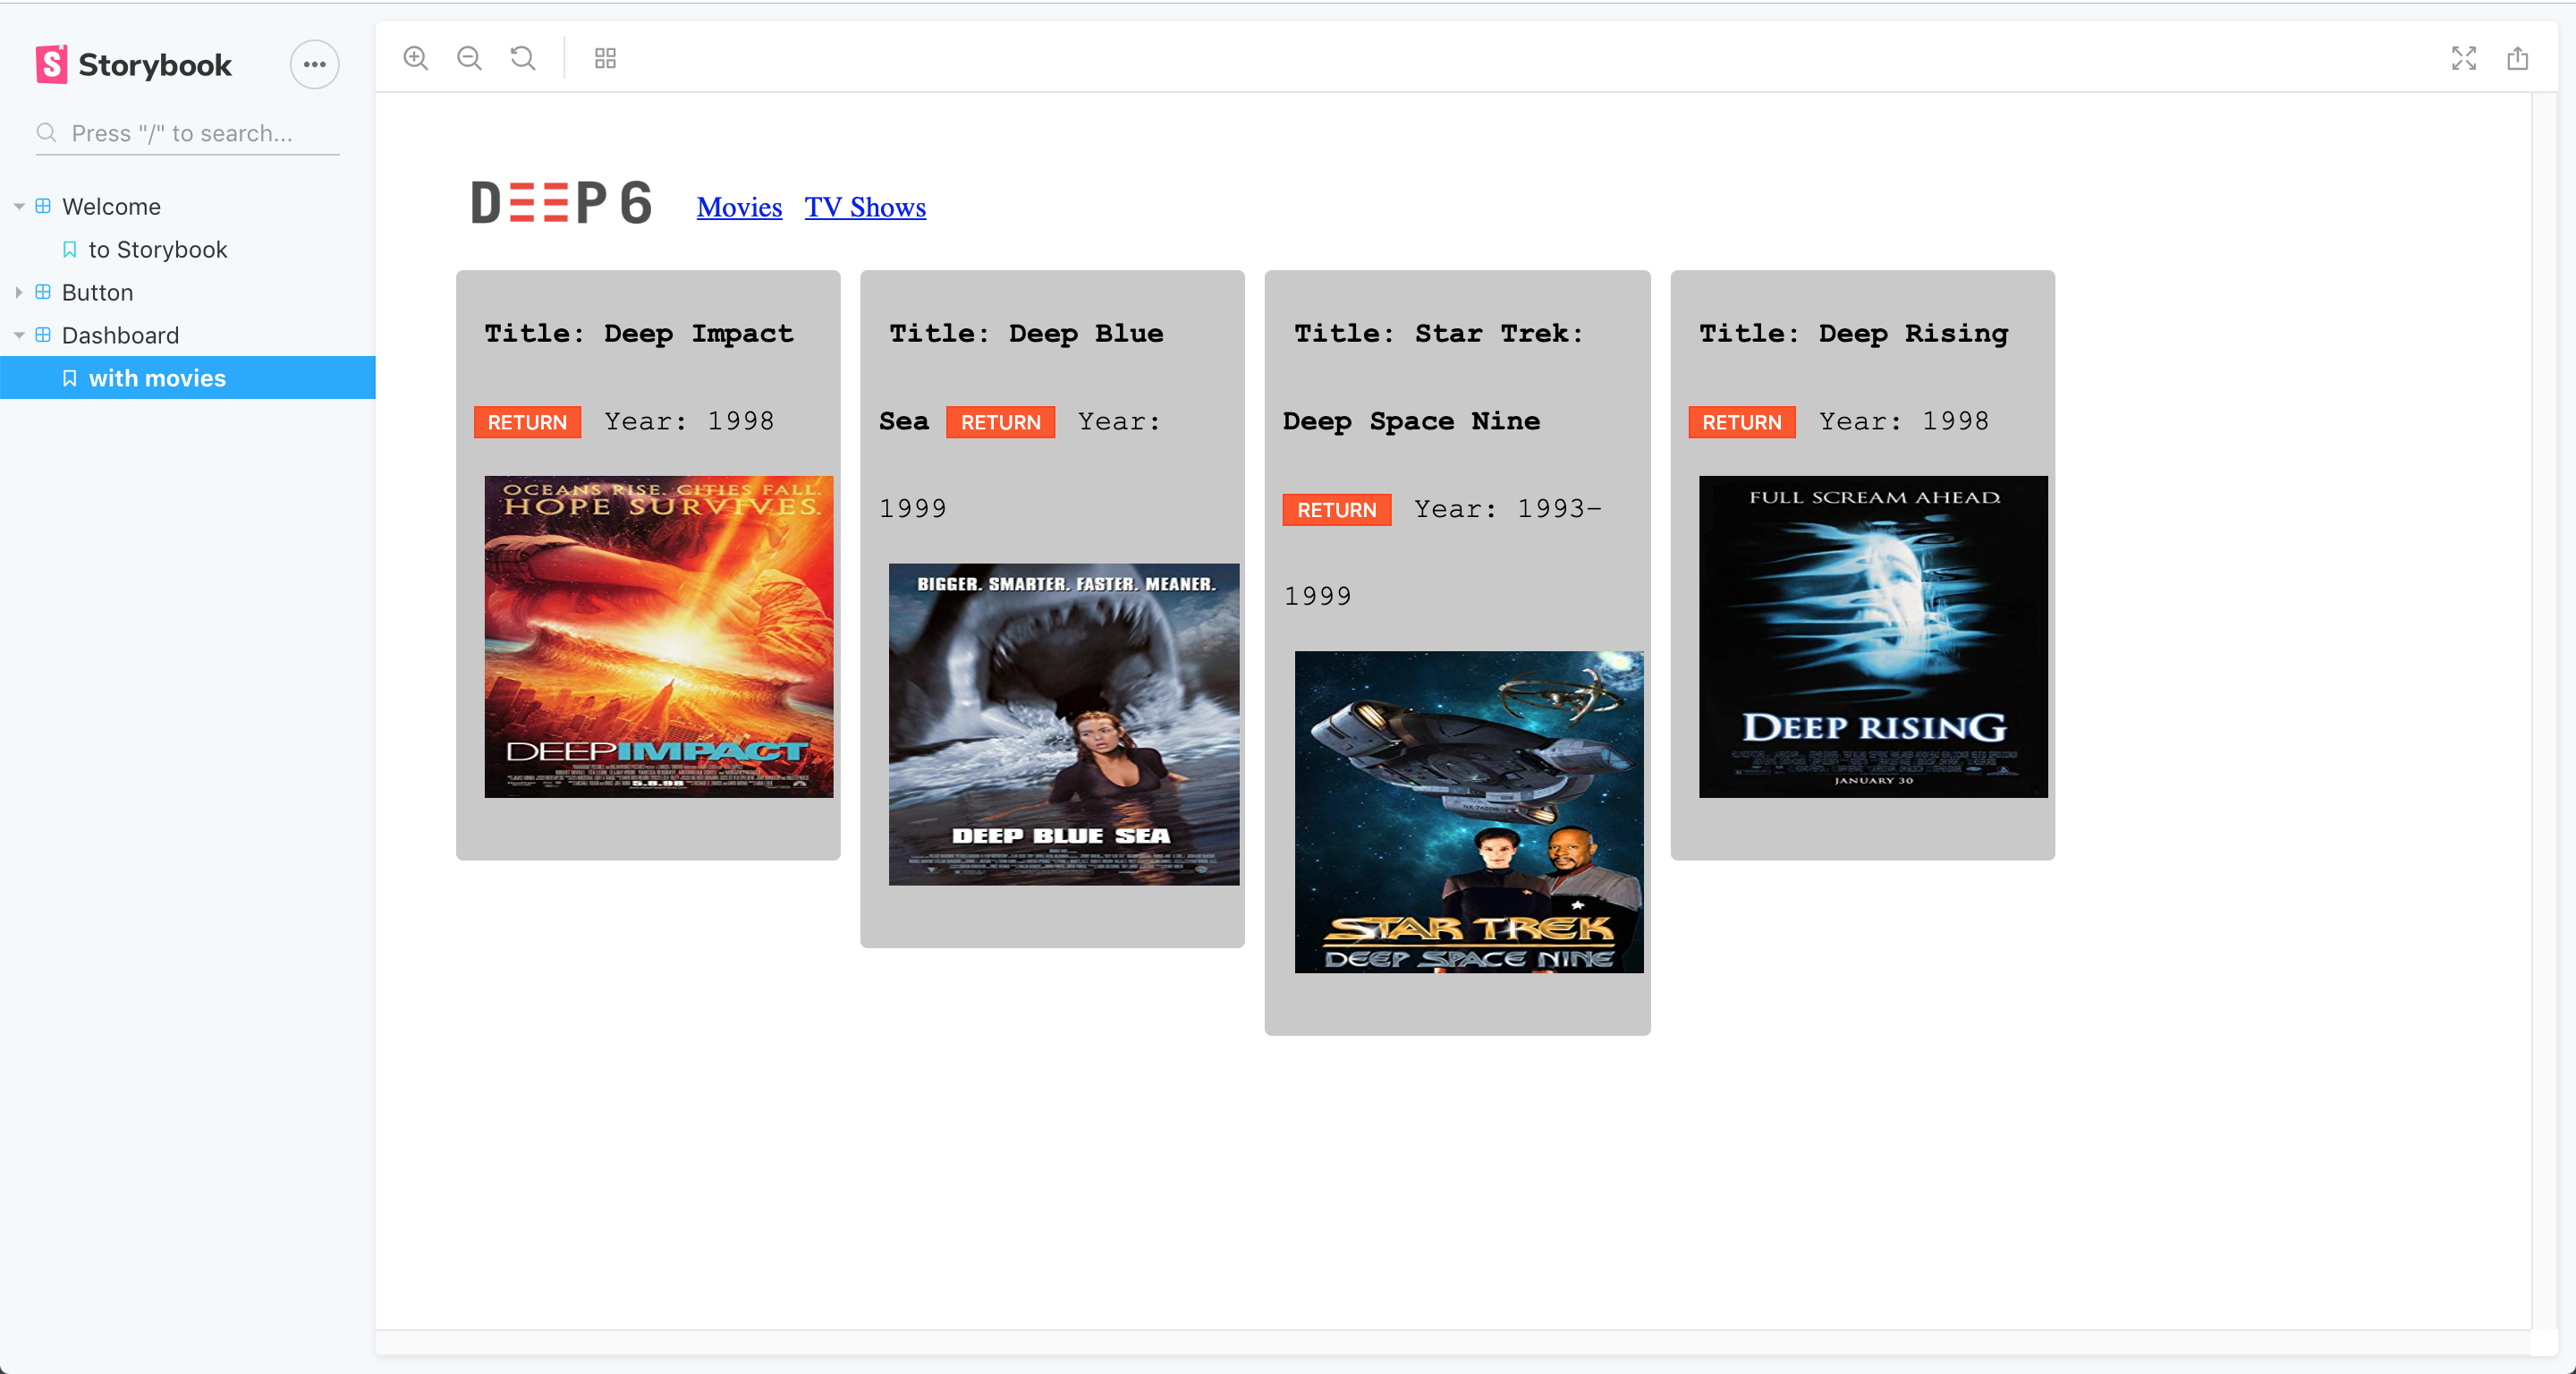 Storybook
Press "/" to search...
Welcome
to Storybook
Button
Dashboard
with movies
DEEP 6
Movies TV Shows
Title: Deep Impact
RETURN Year: 1998
OCEANS RISE. CITIES FALL.
HOPE SURVIVES.
DEEP IMPACT
5.8.98
Title: Deep Blue
Sea RETURN Year:
1999
BIGGER. SMARTER. FASTER. MEANER.
DEEP BLUE SEA
Title: Star Trek:
Deep Space Nine
RETURN Year: 1993–
1999
STAR TREK
DEEP SPACE NINE
Title: Deep Rising
RETURN Year: 1998
FULL SCREAM AHEAD.
DEEP RISING
JANUARY 30